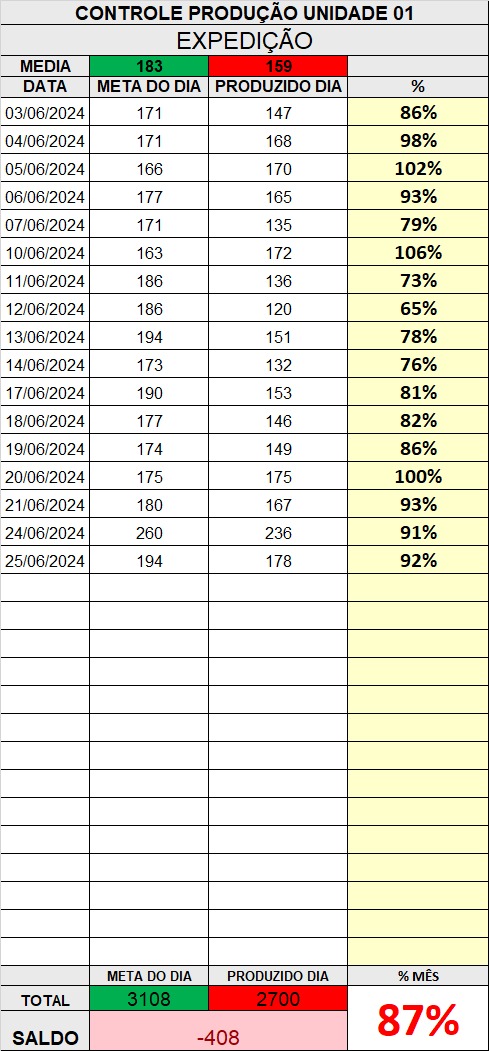 CONTROLE PRODUÇÃO UNIDADE 01
EXPEDIÇÃO
MEDIA 183 159
DATA META DO DIA PRODUZIDO DIA %
03/06/2024 171 147 86%
04/06/2024 171 168 98%
05/06/2024 166 170 102%
06/06/2024 177 165 93%
07/06/2024 171 135 79%
10/06/2024 163 172 106%
11/06/2024 186 136 73%
12/06/2024 186 120 65%
13/06/2024 194 151 78%
14/06/2024 173 132 76%
17/06/2024 190 153 81%
18/06/2024 177 146 82%
19/06/2024 174 149 86%
20/06/2024 175 175 100%
21/06/2024 180 167 93%
24/06/2024 260 236 91%
25/06/2024 194 178 92%
META DO DIA PRODUZIDO DIA % MÊS
TOTAL 3108 2700 87%
SALDO -408